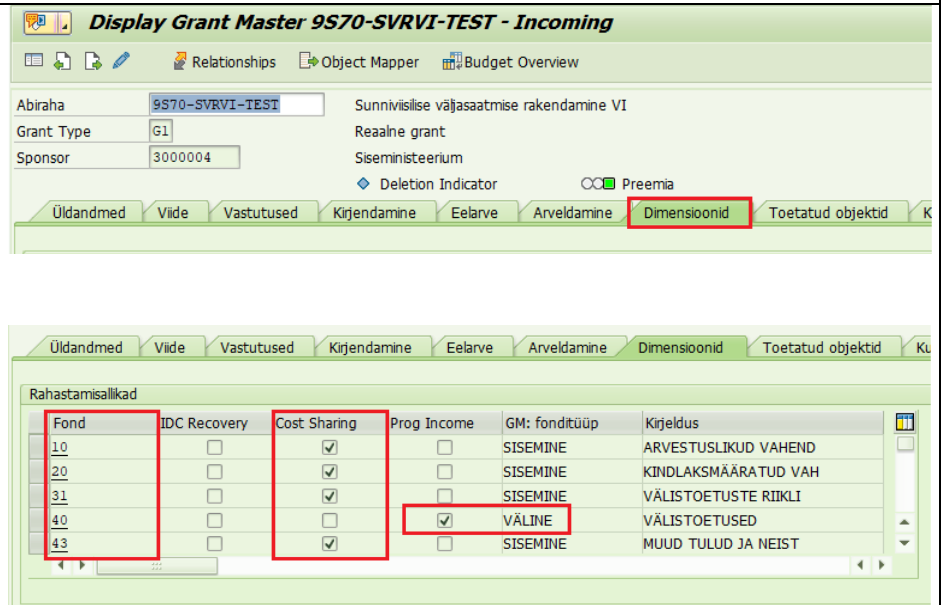 Display Grant Master 9S70-SVRVI-TEST - Incoming
Relationships Object Mapper Budget Overview
Abiraha 9S70-SVRVI-TEST Sunniviisilise väljasaatmise rakendamine VI
Grant Type G1 Reaalne grant
Sponsor 3000004 Siseministeerium
Deletion Indicator Preemia
Üldandmed Viide Vastutused Kirjendamine Eelarve Arveldamine Dimensioonid Toetatud objektid K
Üldandmed Viide Vastutused Kirjendamine Eelarve Arveldamine Dimensioonid Toetatud objektid Ku
Rahastamisallikad
Fond IDC Recovery Cost Sharing Prog Income GM: fonditüüp Kirjeldus
10 SISEMINE ARVESTUSLIKUD VAHEND
20 SISEMINE KINDLAKSMÄÄRATUD VAH
31 SISEMINE VÄLISTOETUSTE RIIKLI
40 VÄLINE VÄLISTOETUSED
43 SISEMINE MUUD TULUD JA NEIST